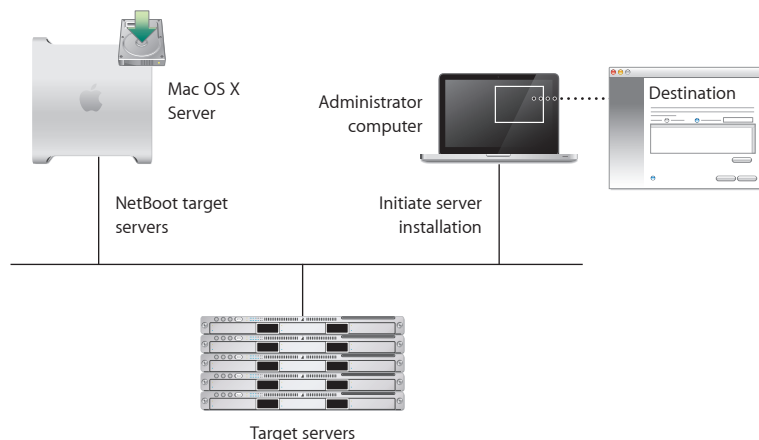 Mac OS X
Server
Administrator
computer
Destination
NetBoot target
servers
Initiate server
installation
Target servers